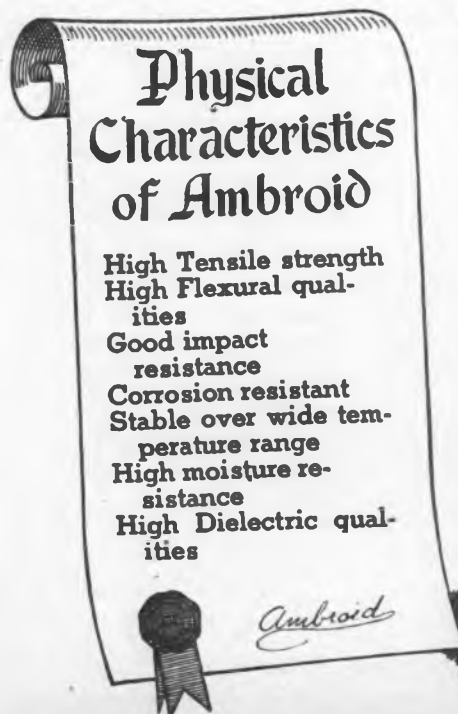 Physical
Characteristics
of Ambroid
High Tensile strength
High Flexural qual-
ities
Good impact
resistance
Corrosion resistant
Stable over wide tem-
perature range
High moisture re-
sistance
High Dielectric qual-
ities
Ambroid